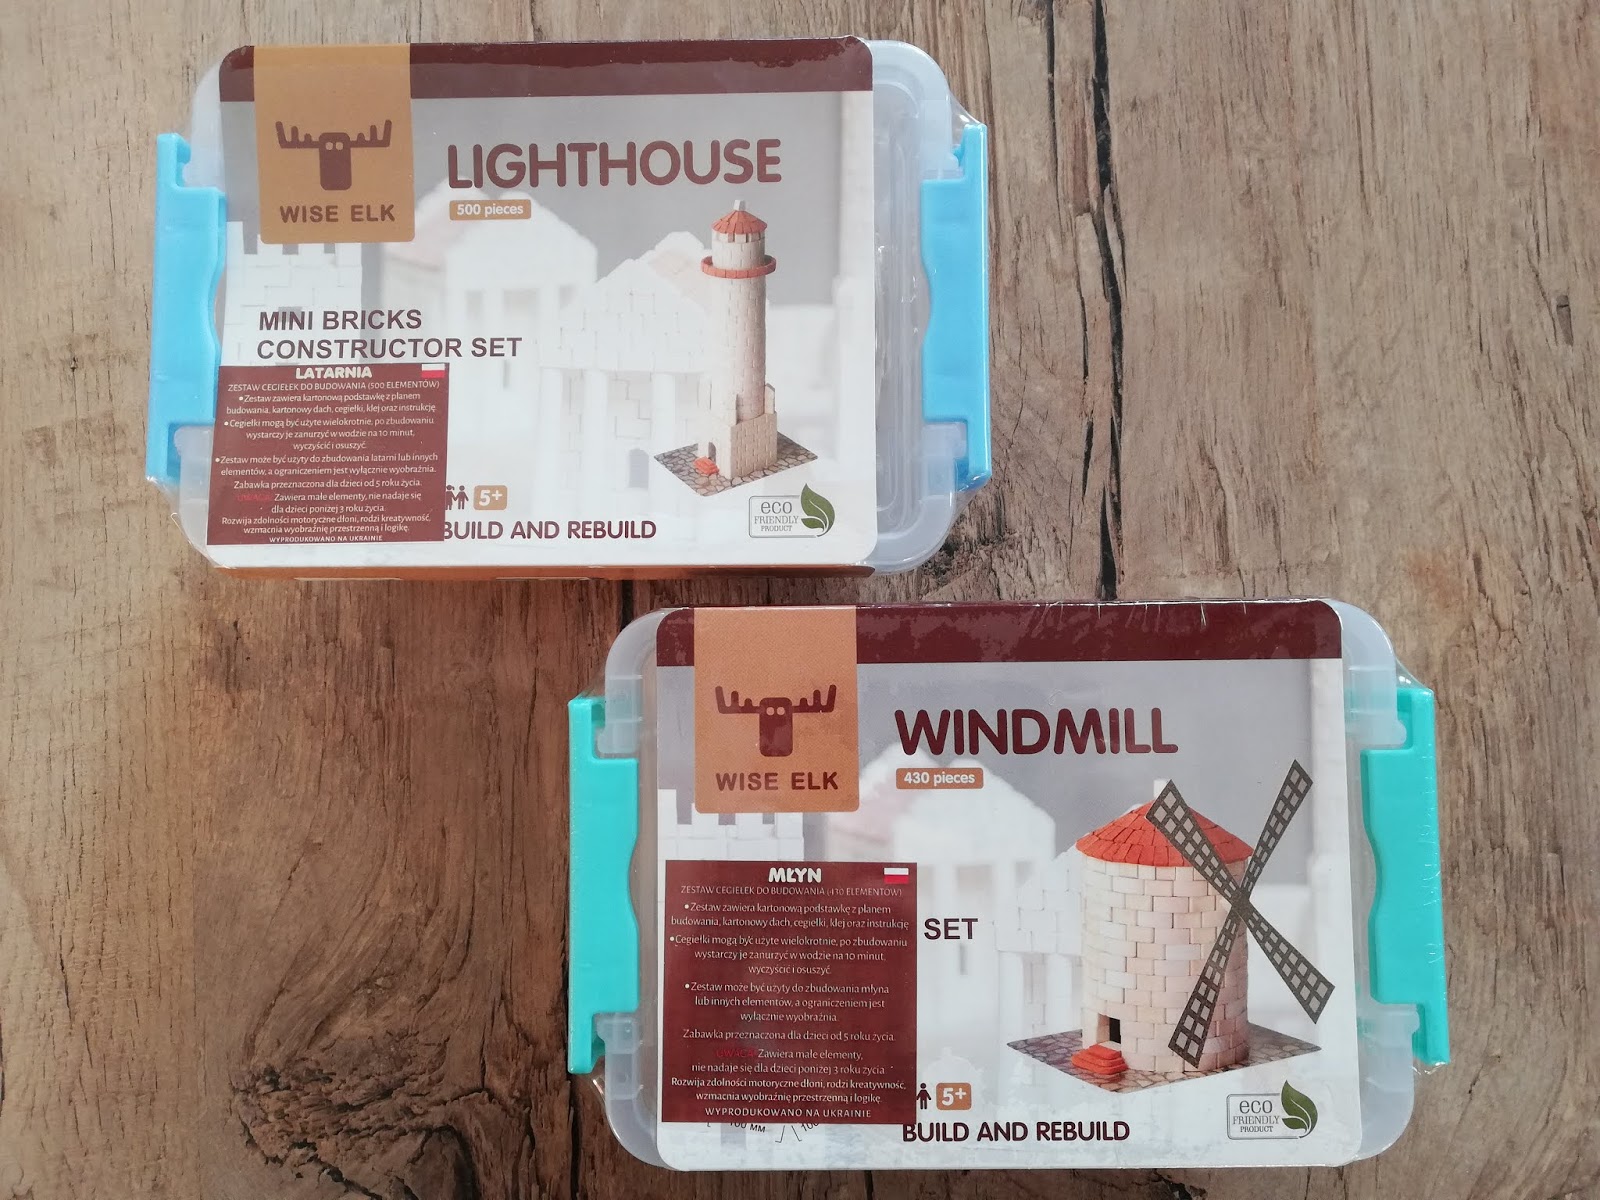 WISE ELK
LIGHTHOUSE
500 pieces
MINI BRICKS
CONSTRUCTOR SET
LATARNIA
ZESTAW CEGIEŁEK DO BUDOWANIA (500 ELEMENTÓW)
•Zestaw zawiera kartonową podstawkę z planem
budowania, kartonowy dach, cegiełki, klej oraz instrukcję
•Cegiełki mogą być użyte wielokrotnie, po zbudowaniu
wystarczy je zanurzyć w wodzie na 10 minut,
wyczyścić i osuszyć.
•Zestaw może być użyty do zbudowania latarni lub innych
elementów, a ograniczeniem jest wyłącznie wyobraźnia.
Zabawka przeznaczona dla dzieci od 5 roku życia.
UWAGA: Zawiera małe elementy, nie nadaje się
dla dzieci poniżej 3 roku życia
Rozwija zdolności motoryczne dłoni, rodzi kreatywność,
wzmacnia wyobraźnię przestrzenną i logikę.
WYPRODUKOWANO NA UKRAINIE
5+
BUILD AND REBUILD
eco
FRIENDLY
PRODUCT
WISE ELK
WINDMILL
430 pieces
SET
MŁYN
ZESTAW CEGIEŁEK DO BUDOWANIA (430 ELEMENTÓW)
•Zestaw zawiera kartonową podstawkę z planem
budowania, kartonowy dach, cegiełki, klej oraz instrukcję
•Cegiełki mogą być użyte wielokrotnie, po zbudowaniu
wystarczy je zanurzyć w wodzie na 10 minut,
wyczyścić i osuszyć.
•Zestaw może być użyty do zbudowania młyna
lub innych elementów, a ograniczeniem jest
wyłącznie wyobraźnia.
Zabawka przeznaczona dla dzieci od 5 roku życia.
UWAGA: Zawiera małe elementy,
nie nadaje się dla dzieci poniżej 3 roku życia
Rozwija zdolności motoryczne dłoni, rodzi kreatywność,
wzmacnia wyobraźnię przestrzenną i logikę.
WYPRODUKOWANO NA UKRAINIE
100 MM
5+
BUILD AND REBUILD
eco
FRIENDLY
PRODUCT